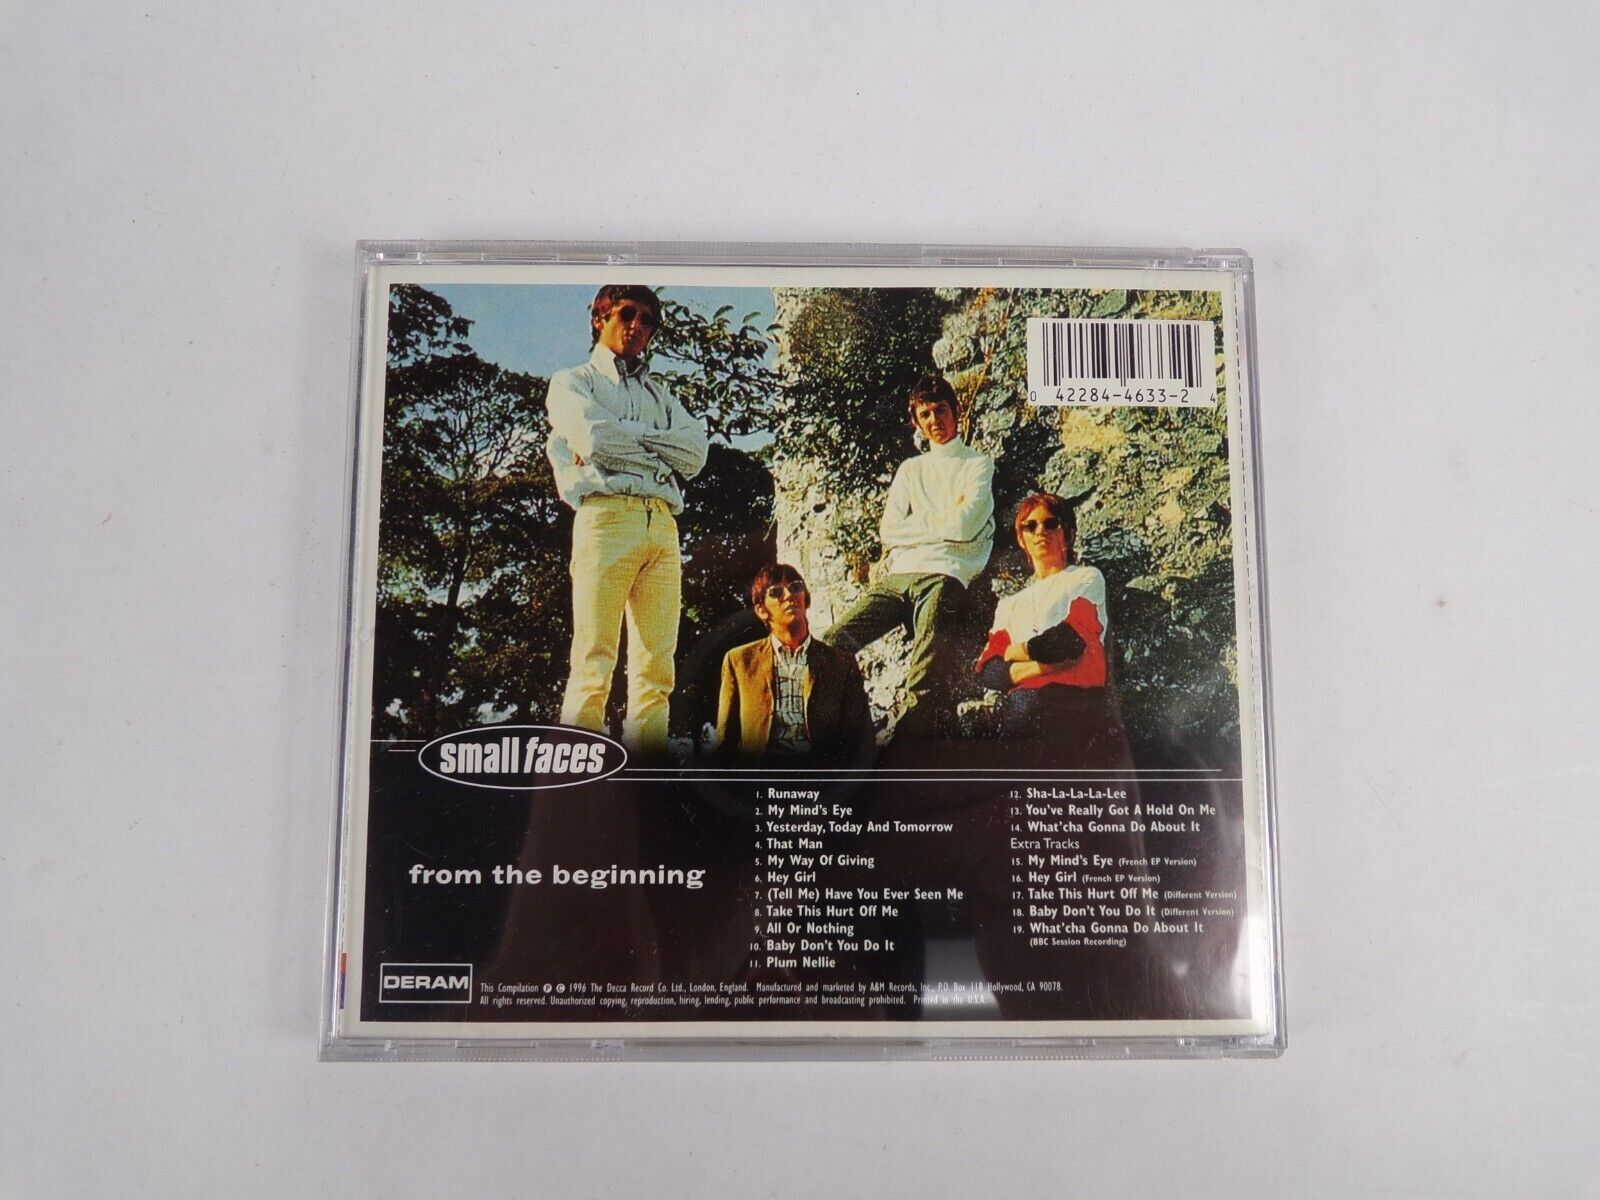 0 42284-4633-2 4
small faces
from the beginning
1. Runaway
2. My Mind's Eye
3. Yesterday, Today And Tomorrow
4. That Man
5. My Way Of Giving
6. Hey Girl
7. (Tell Me) Have You Ever Seen Me
8. Take This Hurt Off Me
9. All Or Nothing
10. Baby Don't You Do It
11. Plum Nellie
12. Sha-La-La-La-Lee
13. You've Really Got A Hold On Me
14. What'cha Gonna Do About It
Extra Tracks
15. My Mind's Eye (French EP Version)
16. Hey Girl (French EP Version)
17. Take This Hurt Off Me (Different Version)
18. Baby Don't You Do It (Different Version)
19. What'cha Gonna Do About It
(BBC Session Recording)
DERAM
This Compilation ℗ © 1996 The Decca Record Co. Ltd., London, England. Manufactured and marketed by A&M Records, Inc., P.O. Box 118 Hollywood, CA 90078.
All rights reserved. Unauthorized copying, reproduction, hiring, lending, public performance and broadcasting prohibited. Printed in the U.S.A.